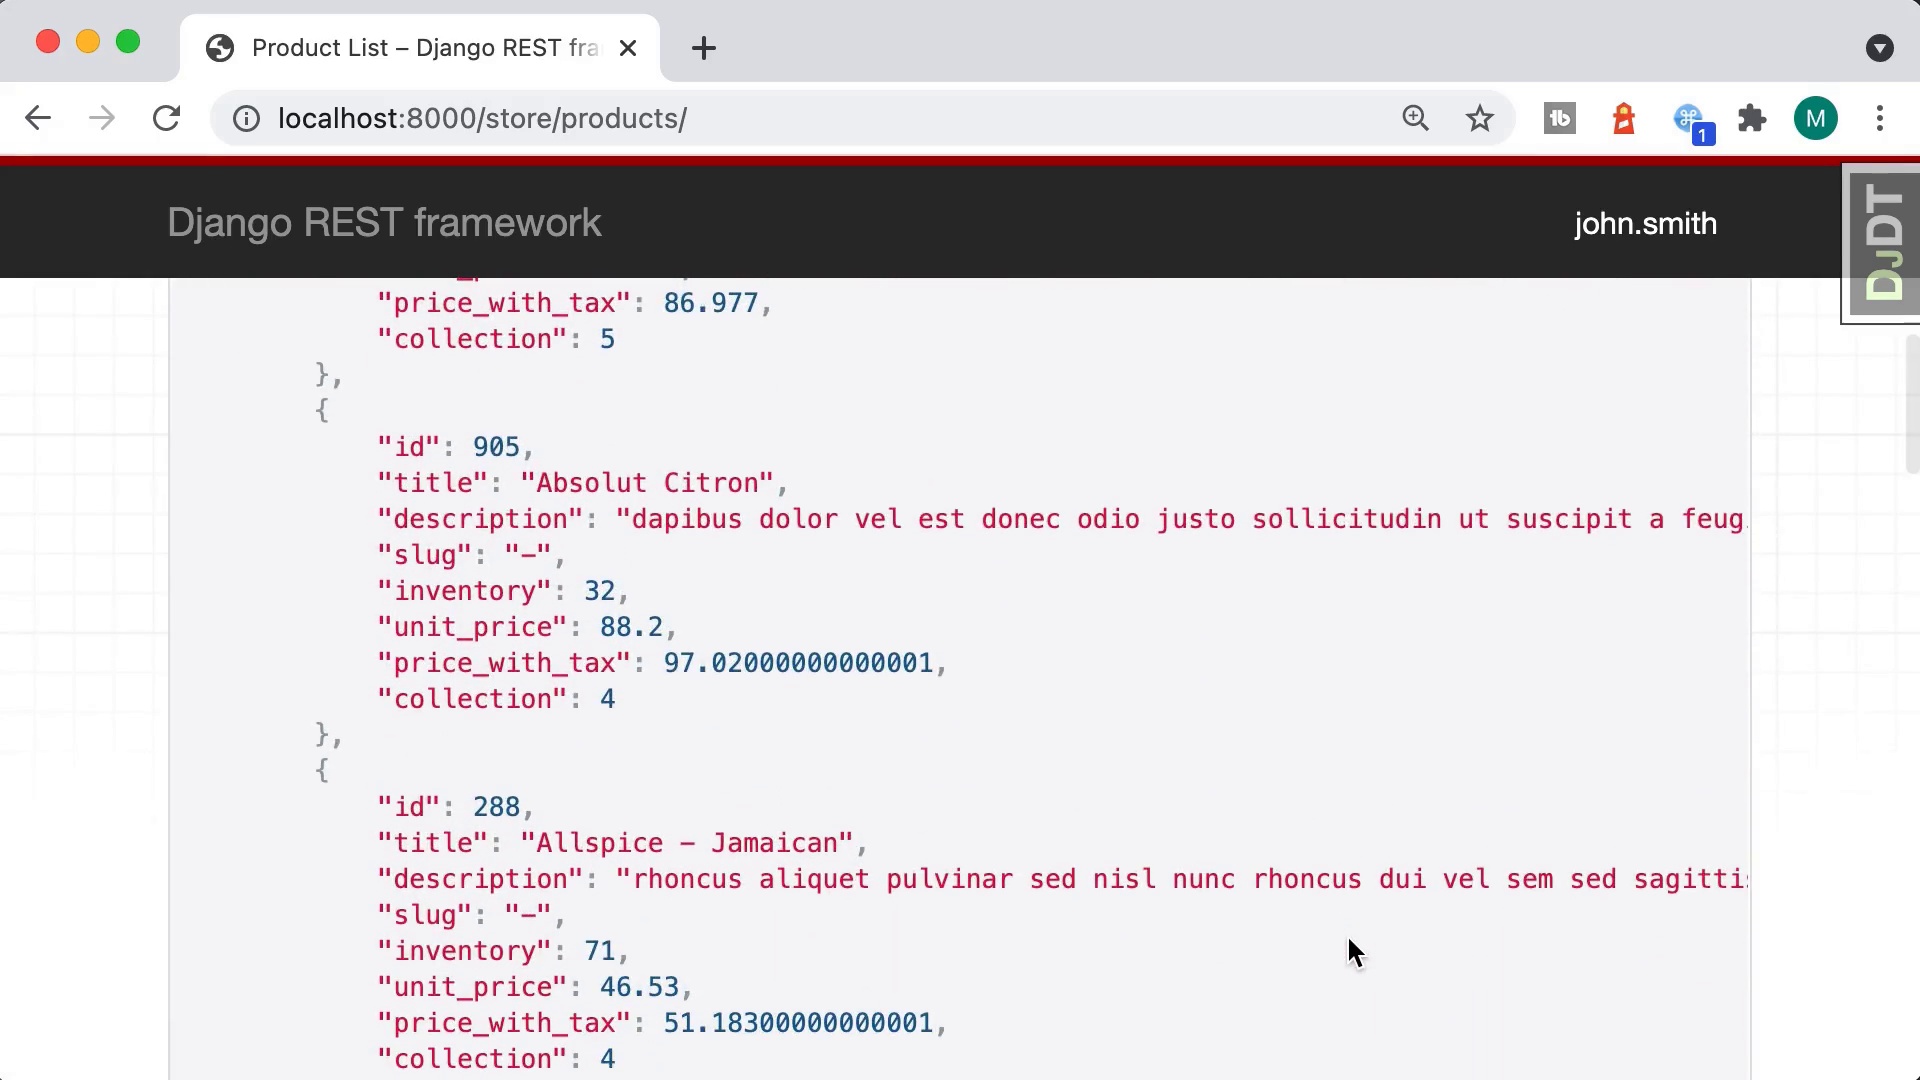 Product List – Django REST fra
localhost:8000/store/products/
1
M
Django REST framework
john.smith
DjDT
"price_with_tax": 86.977,
"collection": 5
},
{
"id": 905,
"title": "Absolut Citron",
"description": "dapibus dolor vel est donec odio justo sollicitudin ut suscipit a feug
"slug": "-",
"inventory": 32,
"unit_price": 88.2,
"price_with_tax": 97.02000000000001,
"collection": 4
},
{
"id": 288,
"title": "Allspice - Jamaican",
"description": "rhoncus aliquet pulvinar sed nisl nunc rhoncus dui vel sem sed sagittis
"slug": "-",
"inventory": 71,
"unit_price": 46.53,
"price_with_tax": 51.18300000000001,
"collection": 4